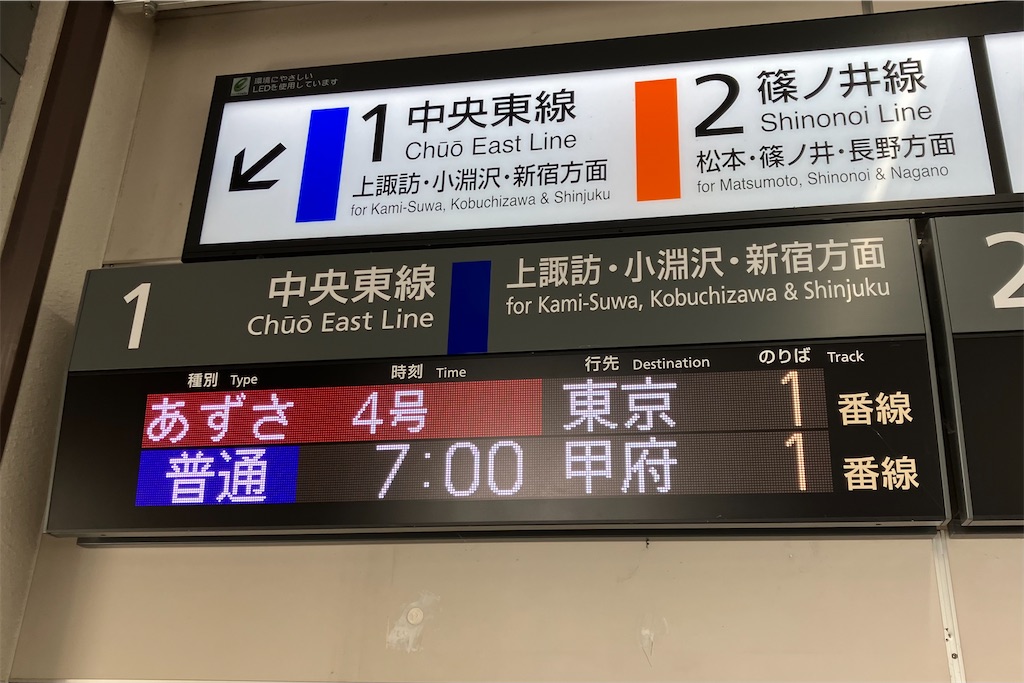 環境にやさしい
LEDを使用しています
1 中央東線
Chūō East Line
上諏訪・小淵沢・新宿方面
for Kami-Suwa, Kobuchizawa & Shinjuku
2 篠ノ井線
Shinonoi Line
松本・篠ノ井・長野方面
for Matsumoto, Shinonoi & Nagano
1 中央東線
Chūō East Line
上諏訪・小淵沢・新宿方面
for Kami-Suwa, Kobuchizawa & Shinjuku
2
種別 Type 時刻 Time 行先 Destination のりば Track
あずさ 4号 東京 1 番線
普通 7:00 甲府 1 番線